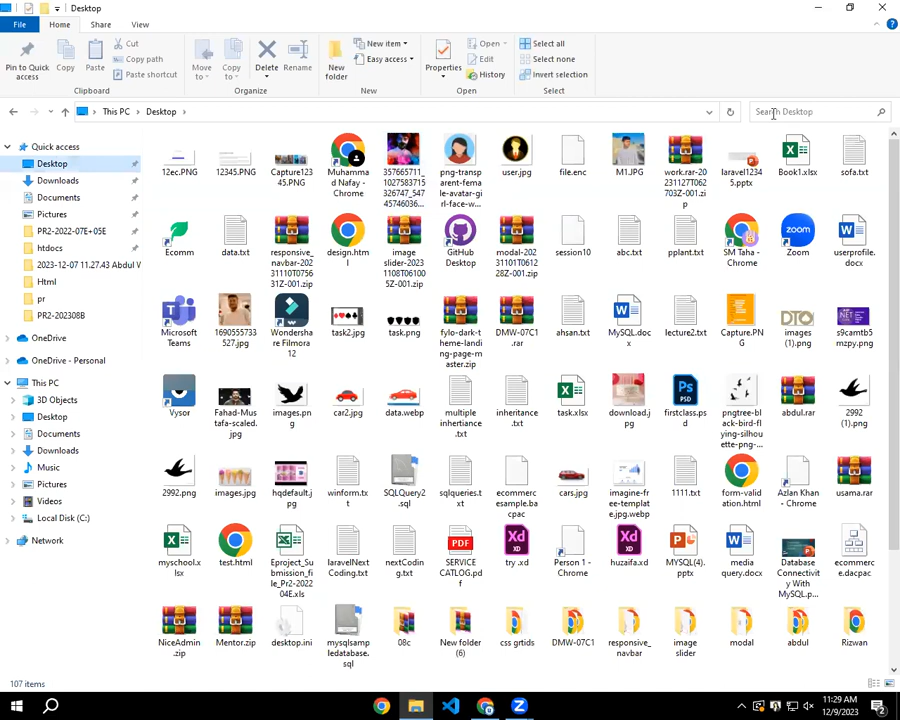 Desktop
File
Home
Share
View
Pin to Quick
access
Copy
Paste
Cut
Copy path
Paste shortcut
Clipboard
Move
to
Copy
to
Delete
Rename
Organize
New
folder
New item
Easy access
New
Properties
Open
Edit
History
Open
Select all
Select none
Invert selection
Select
This PC
Desktop
Search Desktop
Quick access
Desktop
Downloads
Documents
Pictures
PR2-2022-07E+05E
htdocs
2023-12-07 11.27.43 Abdul V
Html
pr
PR2-202308B
OneDrive
OneDrive - Personal
This PC
3D Objects
Desktop
Documents
Downloads
Music
Pictures
Videos
Local Disk (C:)
Network
12ec.PNG
12345.PNG
Capture123
45.PNG
Muhamma
d Nafay -
Chrome
357665711_
1027583715
326747_547
45746036...
png-transp
arent-fema
le-avatar-gi
rl-face-w...
user.jpg
file.enc
M1.JPG
work.rar-20
231127T062
703Z-001.zi
p
laravel1234
5.pptx
Book1.xlsx
sofa.txt
Ecomm
data.txt
responsive_
navbar-202
31110T0756
31Z-001.zip
design.htm
l
image
slider-2023
1108T06100
5Z-001.zip
GitHub
Desktop
modal-202
31101T0612
28Z-001.zip
session10
abc.txt
pplant.txt
SM Taha -
Chrome
Zoom
userprofile.
docx
Microsoft
Teams
1690555733
527.jpg
Wondersha
re Filmora
12
task2.jpg
task.png
fylo-dark-t
heme-landi
ng-page-m
aster.zip
DMW-07C1
.rar
ahsan.txt
MySQL.doc
x
lecture2.txt
Capture.PN
G
images
(1).png
s9camtb5
mzpy.png
Vysor
Fahad-Mus
tafa-scaled.
jpg
images.pn
g
car2.jpg
data.webp
multiple
inheritance
.txt
inheritance
.txt
task.xlsx
download.j
pg
firstclass.ps
d
pngtree-bl
ack-bird-fl
ying-silhou
ette-png-...
abdul.rar
2992
(1).png
2992.png
images.jpg
hqdefault.j
pg
winform.tx
t
SQLQuery2
.sql
sqlqueries.t
xt
ecommerc
esample.ba
cpac
cars.jpg
imagine-fre
e-template.
jpg.webp
1111.txt
form-valid
ation.html
Azlan Khan
- Chrome
usama.rar
myschool.x
lsx
test.html
Eproject_Su
bmission_fi
le_Pr2-2022
04E.xls
laravelNext
Coding.txt
nextCodin
g.txt
SERVICE
CATLOG.pd
f
try .xd
Person 1 -
Chrome
huzaifa.xd
MYSQL(4).
pptx
media
query.docx
Database
Connectivit
y With
MySQL.p...
ecommerc
e.dacpac
NiceAdmin
.zip
Mentor.zip
desktop.ini
mysqlsamp
ledatabase.
sql
08c
New folder
(6)
css grtids
DMW-07C1
responsive_
navbar
image
slider
modal
abdul
Rizwan
107 items
11:29 AM
12/9/2023
2